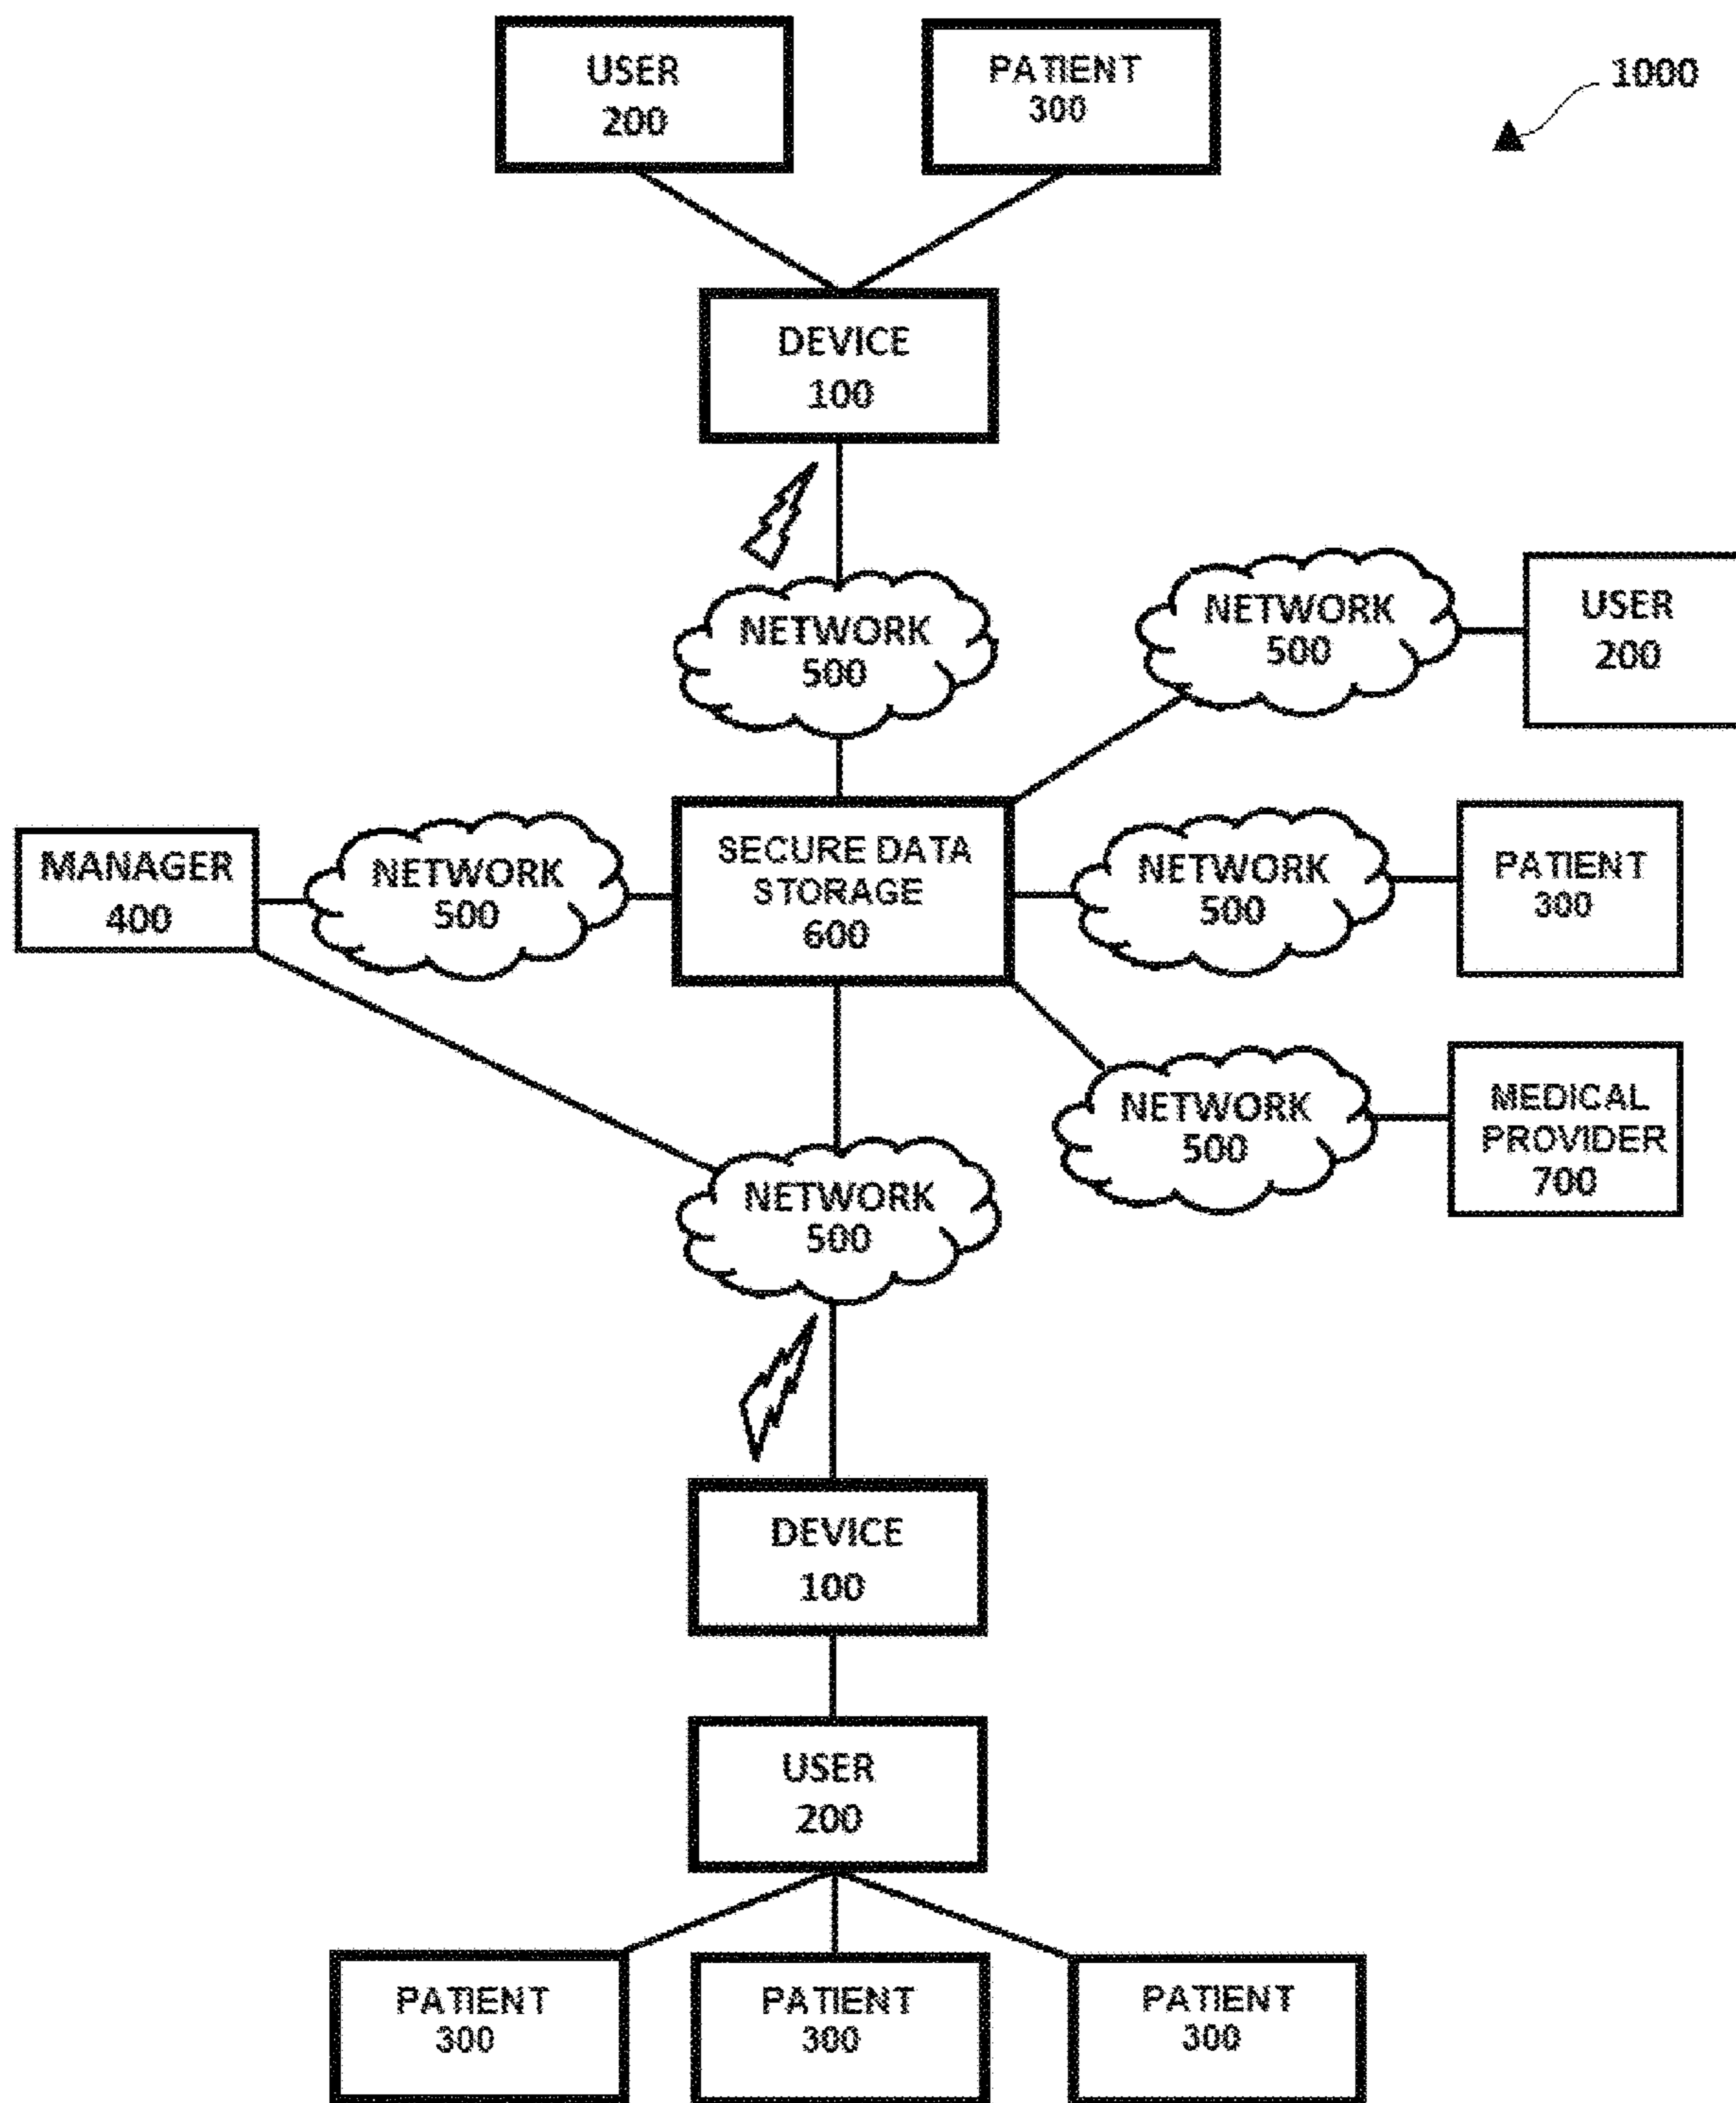 USER
200
PATIENT
300
1000
DEVICE
100
NETWORK
500
NETWORK
500
USER
200
MANAGER
400
NETWORK
500
SECURE DATA
STORAGE
600
NETWORK
500
PATIENT
300
NETWORK
500
MEDICAL
PROVIDER
700
NETWORK
500
DEVICE
100
USER
200
PATIENT
300
PATIENT
300
PATIENT
300